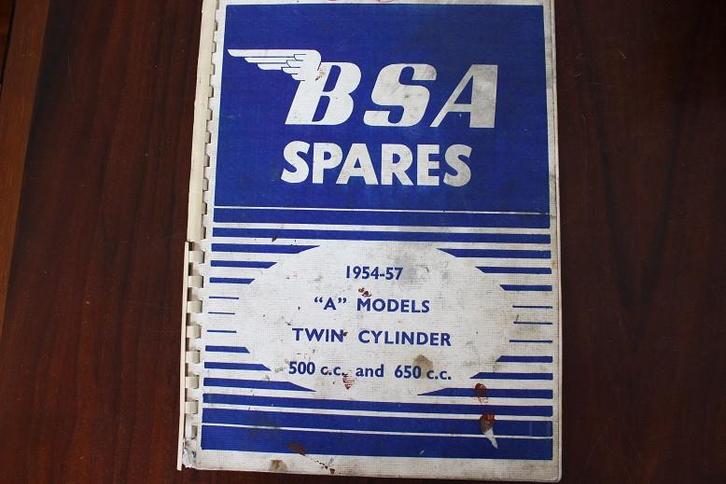 BSA
SPARES
1954-57
“A” MODELS
TWIN CYLINDER
500 c.c. and 650 c.c.